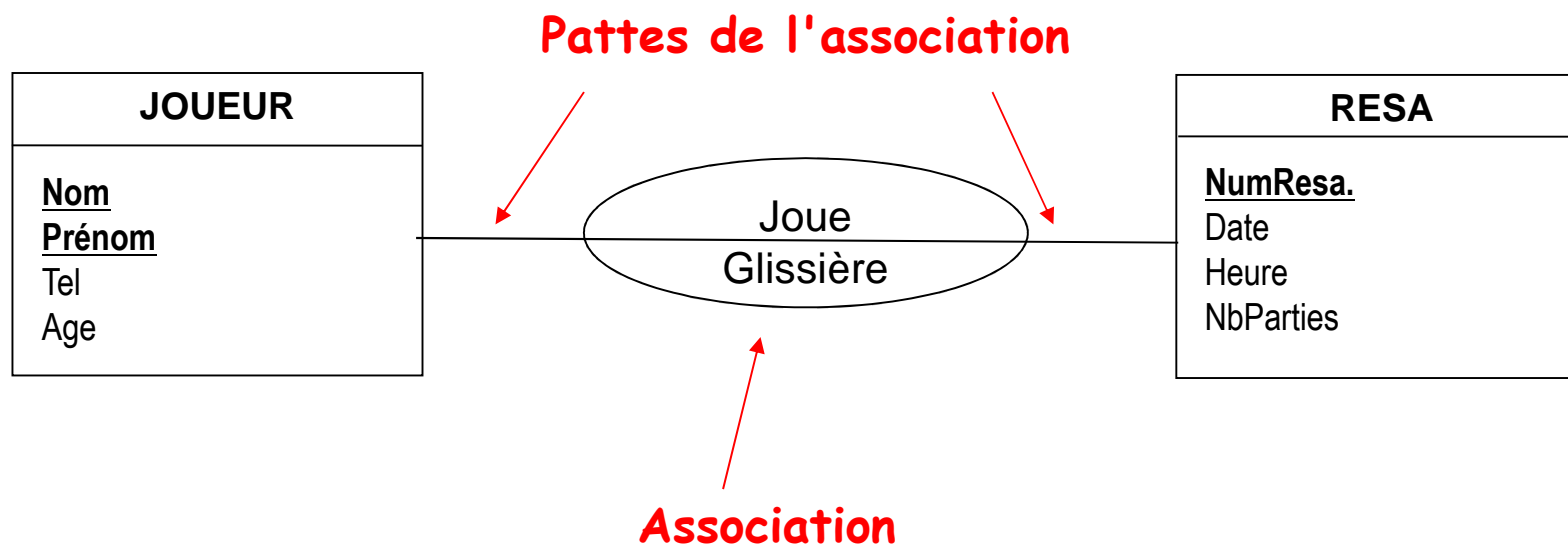 Pattes de l'association
JOUEUR
Nom
Prénom
Tel
Age
Joue
Glissière
RESA
NumResa.
Date
Heure
NbParties
Association